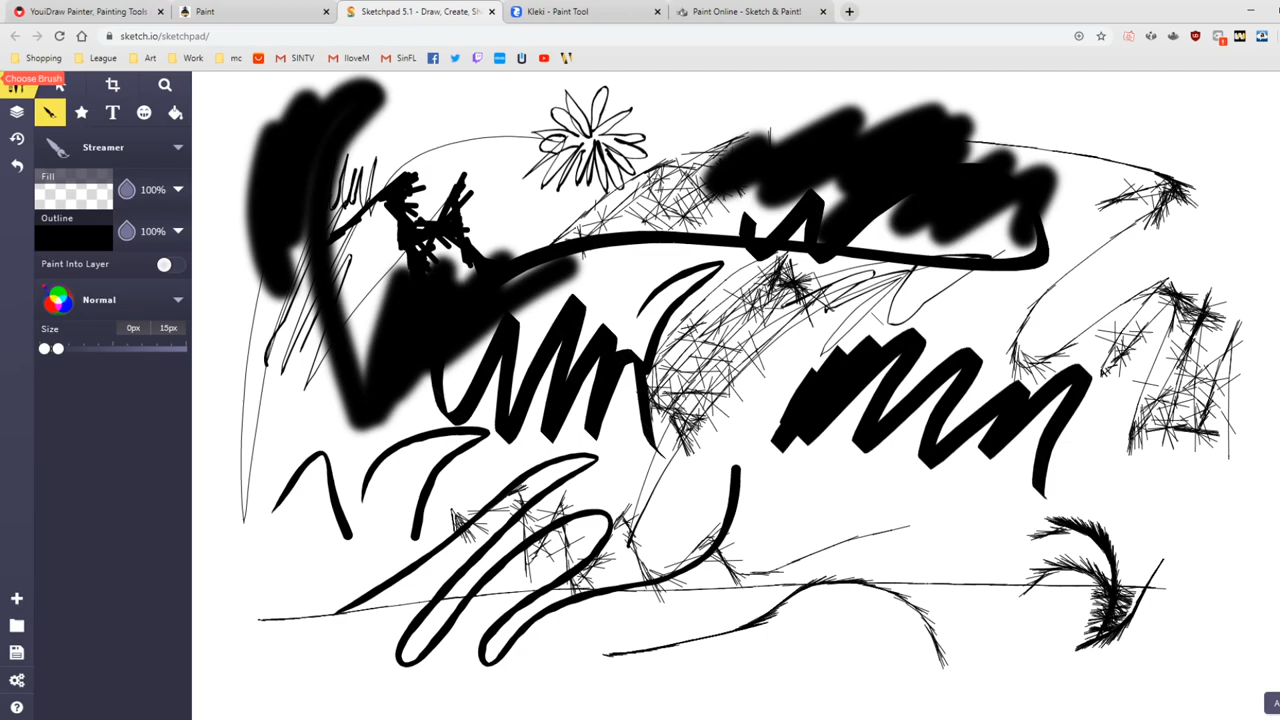 YouiDraw Painter, Painting Tools
Paint
Sketchpad 5.1 - Draw, Create, Sh
Kleki - Paint Tool
Paint Online - Sketch & Paint!
sketch.io/sketchpad/
Shopping
League
Art
Work
mc
SINTV
IloveM
SinFL
Choose Brush
Streamer
Fill
100%
Outline
100%
Paint Into Layer
Normal
Size
0px
15px